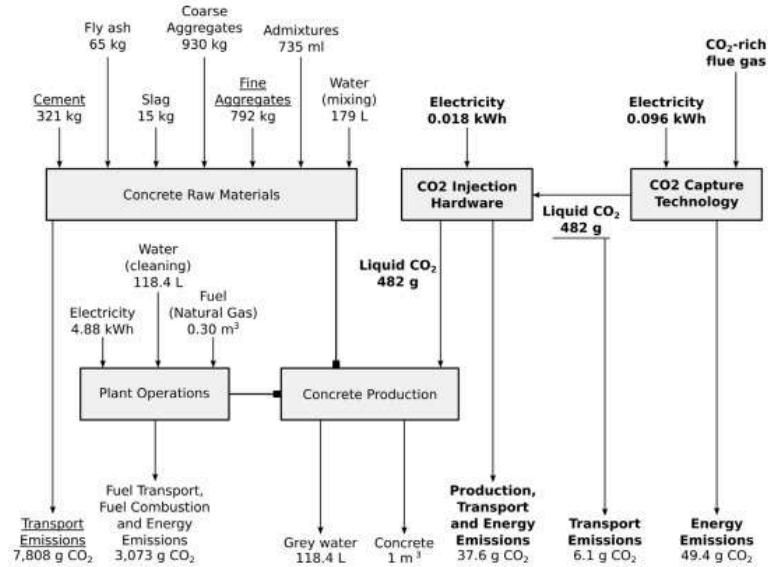 Fly ash
65 kg
Coarse
Aggregates
930 kg
Admixtures
735 ml
CO₂-rich
flue gas
Cement
321 kg
Slag
15 kg
Fine
Aggregates
792 kg
Water
(mixing)
179 L
Electricity
0.018 kWh
Electricity
0.096 kWh
Concrete Raw Materials
CO2 Injection
Hardware
CO2 Capture
Technology
Liquid CO₂
482 g
Water
(cleaning)
118.4 L
Liquid CO₂
482 g
Electricity
4.88 kWh
Fuel
(Natural Gas)
0.30 m³
Plant Operations
Concrete Production
Transport
Emissions
7,808 g CO₂
Fuel Transport,
Fuel Combustion
and Energy
Emissions
3,073 g CO₂
Grey water
118.4 L
Concrete
1 m³
Production,
Transport
and Energy
Emissions
37.6 g CO₂
Transport
Emissions
6.1 g CO₂
Energy
Emissions
49.4 g CO₂